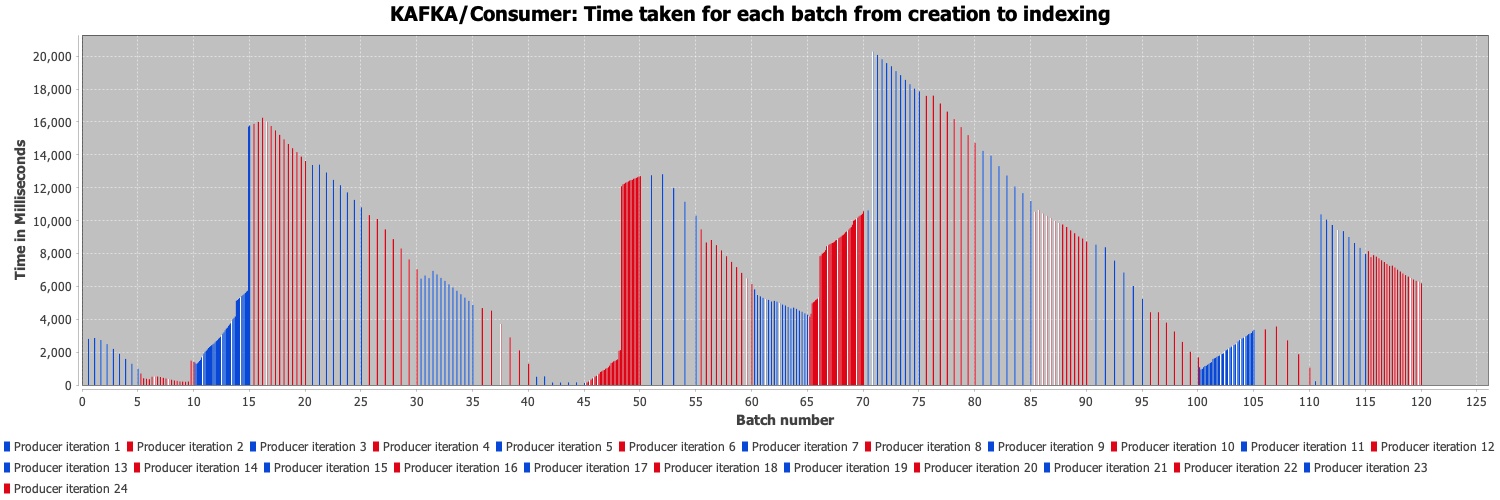 KAFKA/Consumer: Time taken for each batch from creation to indexing
20,000
18,000
16,000
14,000
12,000
10,000
8,000
6,000
4,000
2,000
0
Time in Milliseconds
0 5 10 15 20 25 30 35 40 45 50 55 60 65 70 75 80 85 90 95 100 105 110 115 120 125
Batch number
Producer iteration 1 Producer iteration 2 Producer iteration 3 Producer iteration 4 Producer iteration 5 Producer iteration 6 Producer iteration 7 Producer iteration 8 Producer iteration 9 Producer iteration 10 Producer iteration 11 Producer iteration 12
Producer iteration 13 Producer iteration 14 Producer iteration 15 Producer iteration 16 Producer iteration 17 Producer iteration 18 Producer iteration 19 Producer iteration 20 Producer iteration 21 Producer iteration 22 Producer iteration 23
Producer iteration 24